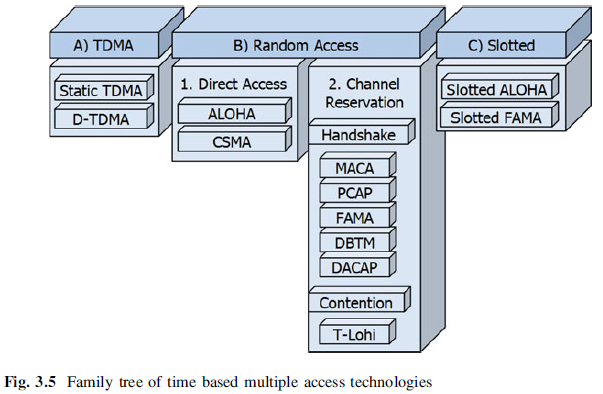 A) TDMA
Static TDMA
D-TDMA
B) Random Access
1. Direct Access
ALOHA
CSMA
2. Channel
Reservation
Handshake
MACA
PCAP
FAMA
DBTM
DACAP
Contention
T-Lohi
C) Slotted
Slotted ALOHA
Slotted FAMA
Fig. 3.5 Family tree of time based multiple access technologies